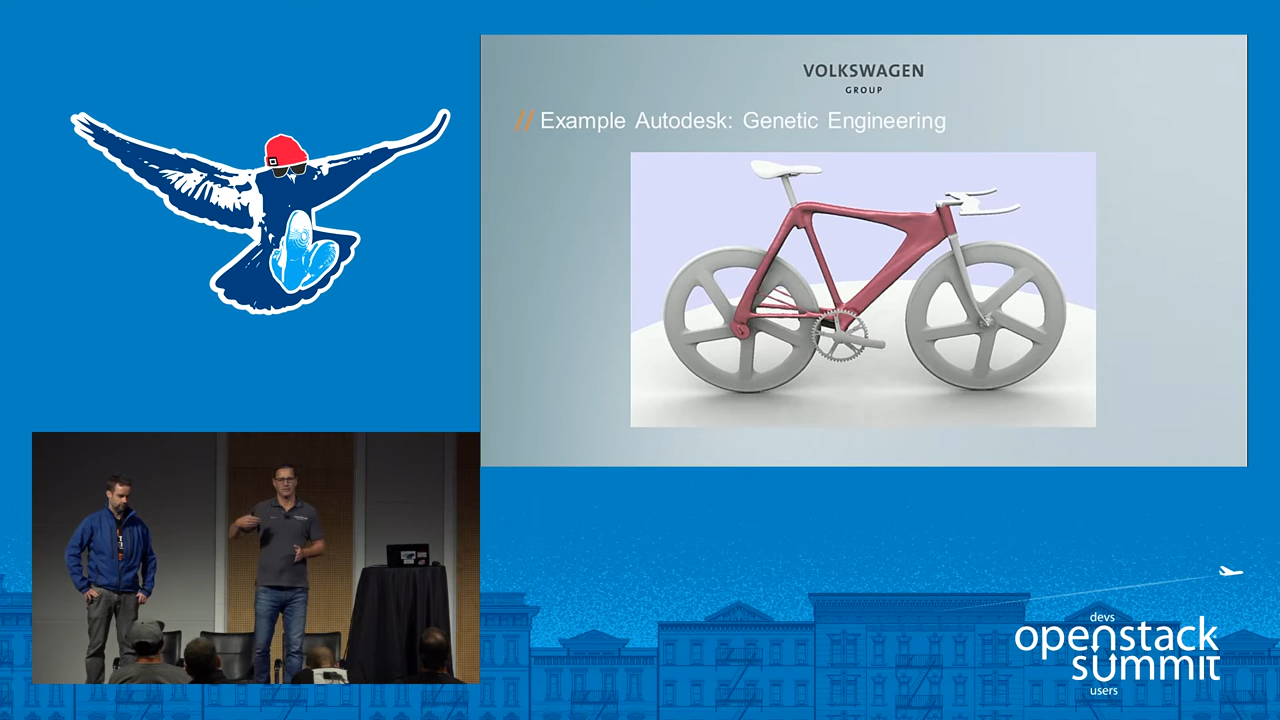 VOLKSWAGEN
GROUP
// Example Autodesk: Genetic Engineering
devs
openstack
summit
users